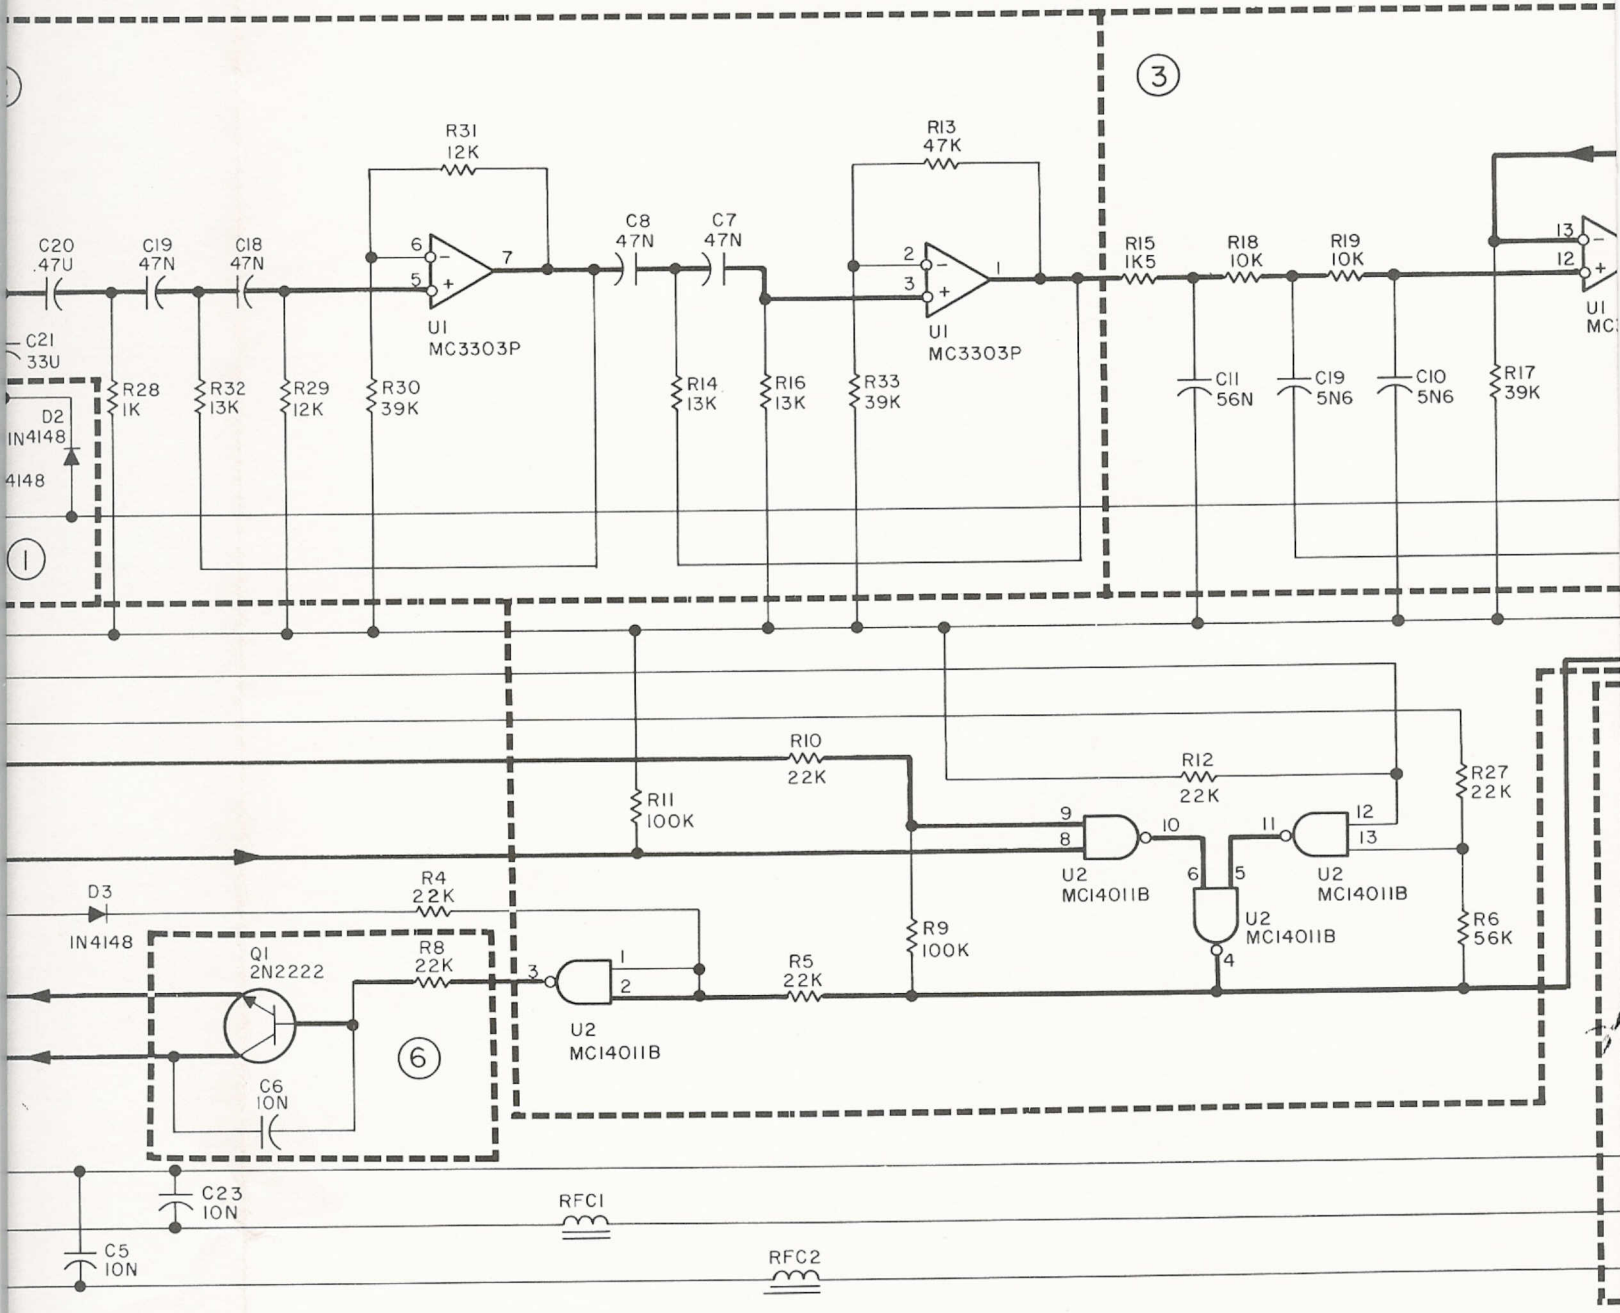 3
R31
12K
R13
47K
C20
.47U
C19
47N
C18
47N
C8
47N
C7
47N
R15
1K5
R18
10K
R19
10K
6
5
7
2
3
1
13
12
−
+
−
+
−
+
U1
MC3303P
U1
MC3303P
U1
MC
C21
33U
R28
1K
R32
13K
R29
12K
R30
39K
R14
13K
R16
13K
R33
39K
C11
56N
C19
5N6
C10
5N6
R17
39K
D2
IN4148
4148
1
R10
22K
R12
22K
R27
22K
R11
100K
9
8
10
11
12
13
U2
MC14011B
U2
MC14011B
6
5
U2
MC14011B
4
D3
IN4148
R4
22K
R9
100K
R6
56K
Q1
2N2222
R8
22K
3
1
2
R5
22K
U2
MC14011B
6
C6
10N
C23
10N
RFC1
C5
10N
RFC2